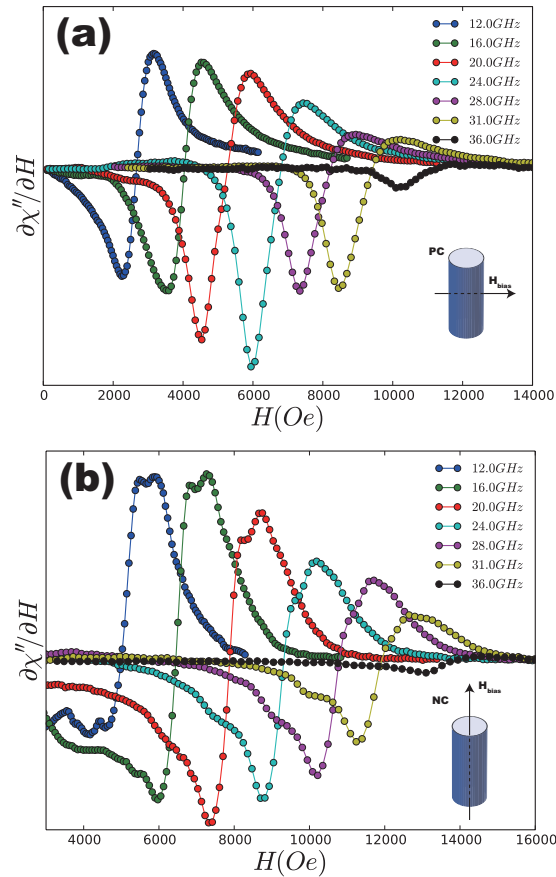 (a)
12.0GHz
16.0GHz
20.0GHz
24.0GHz
28.0GHz
31.0GHz
36.0GHz
∂χ″/∂H
PC
H_bias
0 2000 4000 6000 8000 10000 12000 14000
H(Oe)
(b)
12.0GHz
16.0GHz
20.0GHz
24.0GHz
28.0GHz
31.0GHz
36.0GHz
∂χ″/∂H
NC
H_bias
4000 6000 8000 10000 12000 14000 16000
H(Oe)